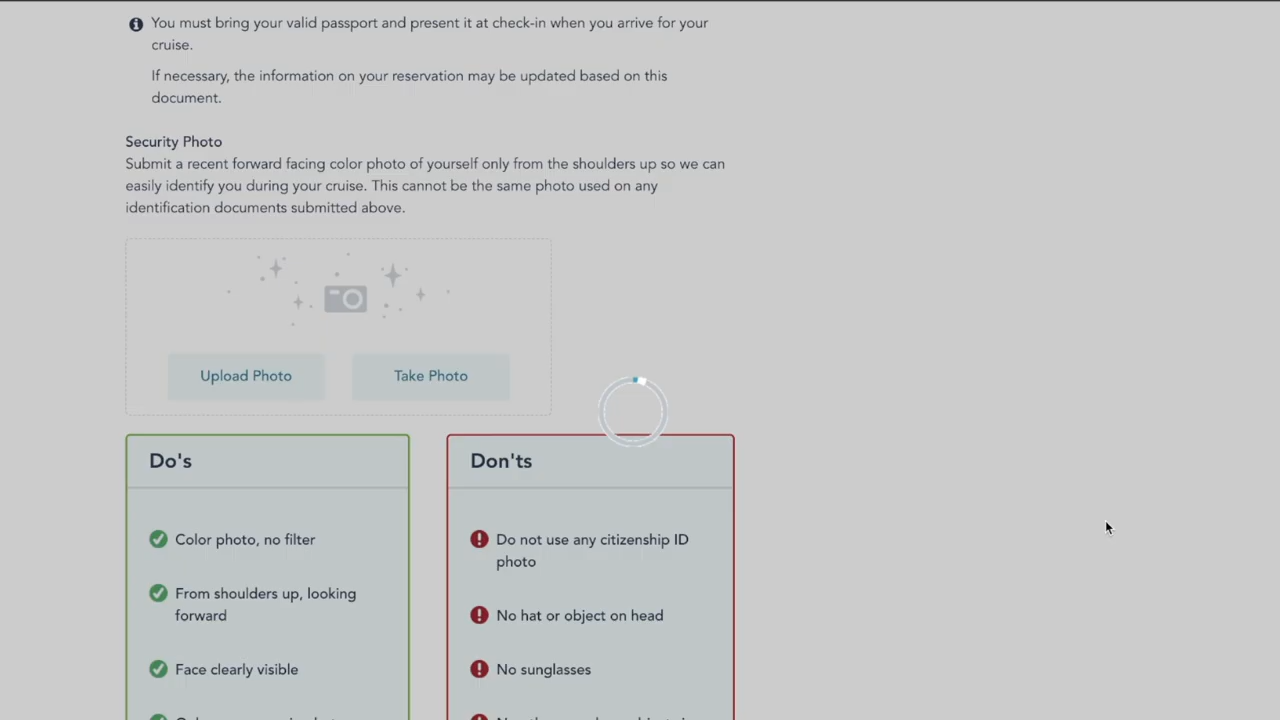 You must bring your valid passport and present it at check-in when you arrive for your
cruise.
If necessary, the information on your reservation may be updated based on this
document.
Security Photo
Submit a recent forward facing color photo of yourself only from the shoulders up so we can
easily identify you during your cruise. This cannot be the same photo used on any
identification documents submitted above.
Upload Photo
Take Photo
Do's
Color photo, no filter
From shoulders up, looking
forward
Face clearly visible
Don'ts
Do not use any citizenship ID
photo
No hat or object on head
No sunglasses